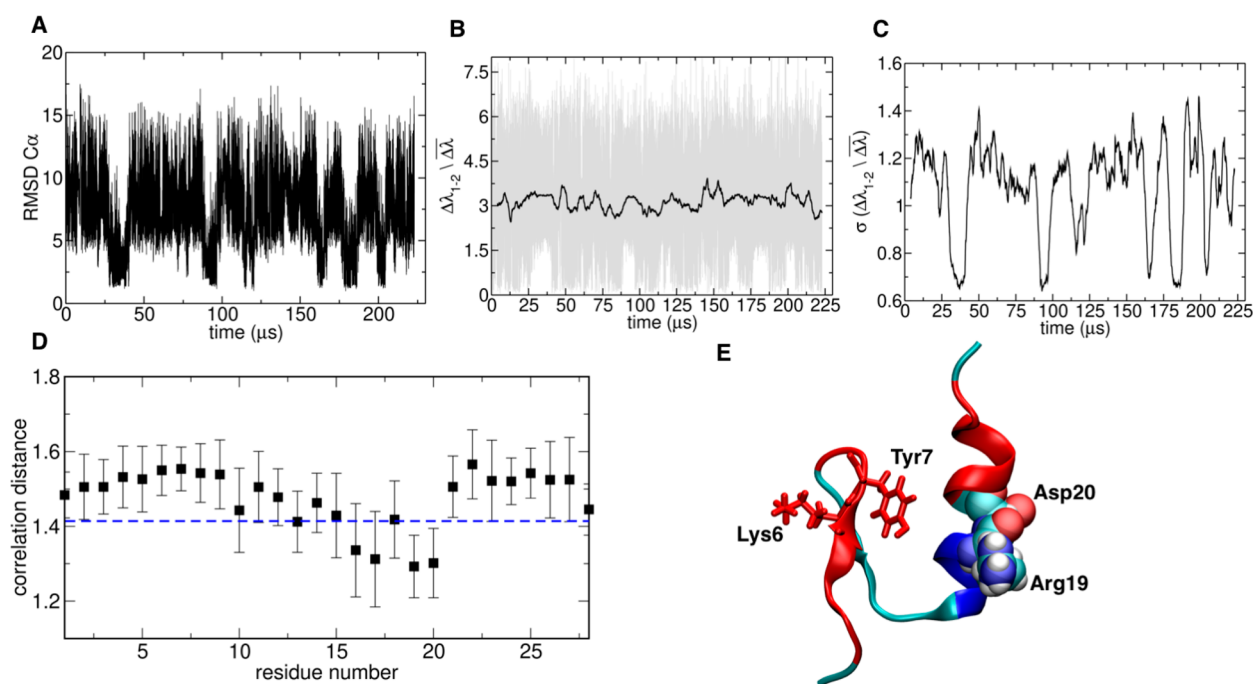 A
B
C
20
15
10
5
0
RMSD Cα
0 50 100 150 200
time (μs)
7.5
6
4.5
3
1.5
0
Δλ1-2 \ Δλ̅
0 25 50 75 100 125 150 175 200 225
time (μs)
1.6
1.4
1.2
1
0.8
0.6
σ (Δλ1-2 \ Δλ̅)
0 25 50 75 100 125 150 175 200 225
time (μs)
D
1.8
1.6
1.4
1.2
correlation distance
5 10 15 20 25
residue number
E
Tyr7
Asp20
Lys6
Arg19